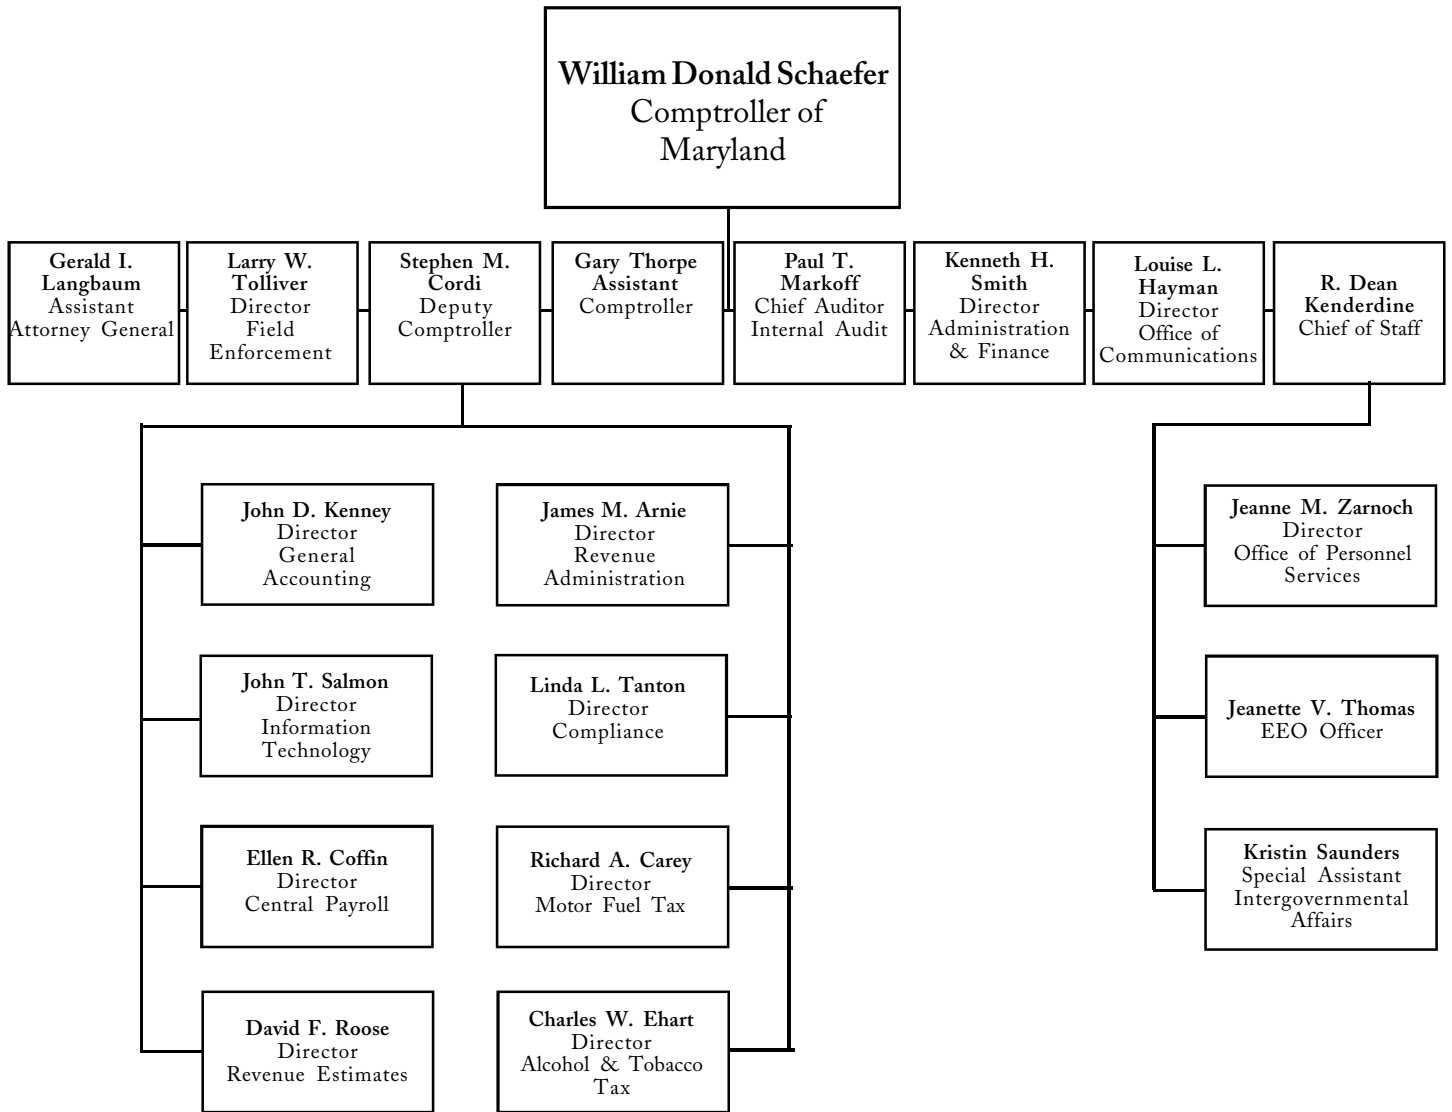 William Donald Schaefer
Comptroller of
Maryland
Gerald I.
Langbaum
Assistant
Attorney General
Larry W.
Tolliver
Director
Field
Enforcement
Stephen M.
Cordi
Deputy
Comptroller
Gary Thorpe
Assistant
Comptroller
Paul T.
Markoff
Chief Auditor
Internal Audit
Kenneth H.
Smith
Director
Administration
& Finance
Louise L.
Hayman
Director
Office of
Communications
R. Dean
Kenderdine
Chief of Staff
John D. Kenney
Director
General
Accounting
James M. Arnie
Director
Revenue
Administration
Jeanne M. Zarnoch
Director
Office of Personnel
Services
John T. Salmon
Director
Information
Technology
Linda L. Tanton
Director
Compliance
Jeanette V. Thomas
EEO Officer
Ellen R. Coffin
Director
Central Payroll
Richard A. Carey
Director
Motor Fuel Tax
Kristin Saunders
Special Assistant
Intergovernmental
Affairs
David F. Roose
Director
Revenue Estimates
Charles W. Ehart
Director
Alcohol & Tobacco
Tax